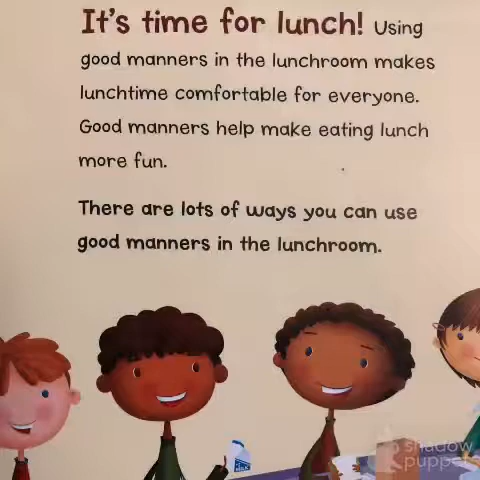 It's time for lunch! Using
good manners in the lunchroom makes
lunchtime comfortable for everyone.
Good manners help make eating lunch
more fun.
There are lots of ways you can use
good manners in the lunchroom.
shadow
puppet